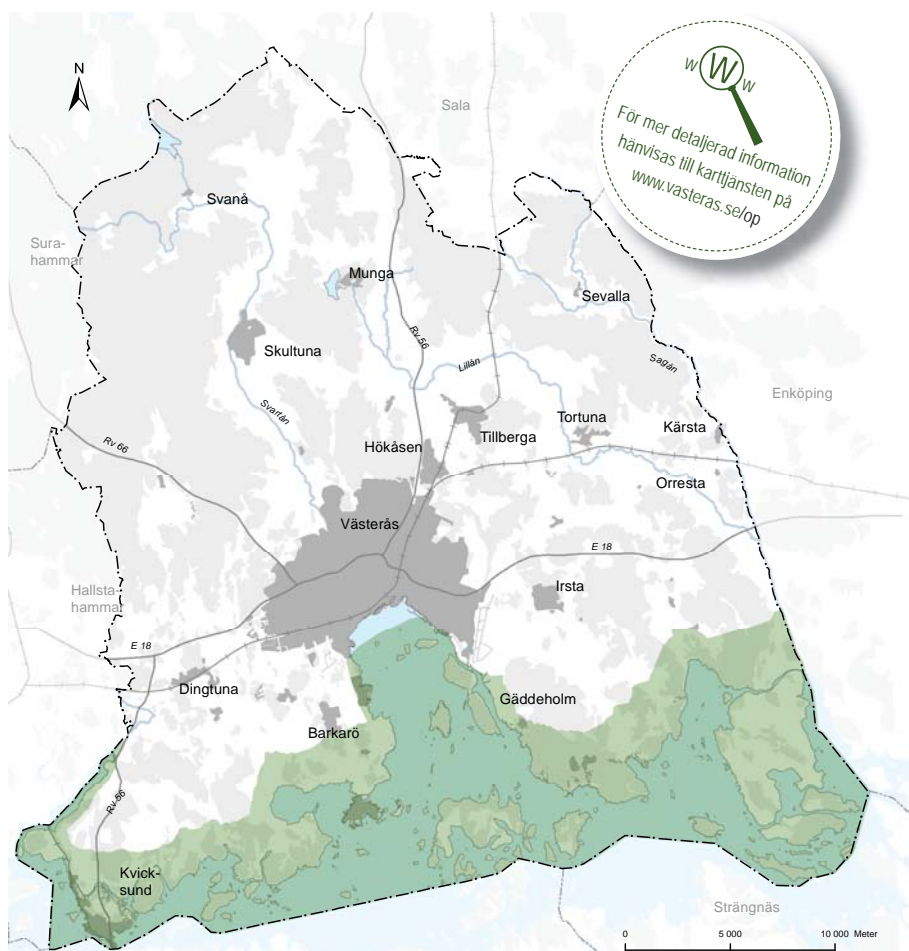 N
W W W
För mer detaljerad information
hänvisas till karttjänsten på
www.vasteras.se/op
Sala
Svanå
Sura-
hammar
Munga
Sevalla
Rv 56
Skultuna
Lillån
Sagån
Enköping
Svartån
Tortuna
Kärsta
Tillberga
Hökåsen
Rv 66
Orresta
Västerås
E 18
Hallsta-
hammar
Irsta
E 18
Dingtuna
Gäddeholm
Barkarö
Rv 56
Kvick-
sund
Strängnäs
0 5 000 10 000 Meter